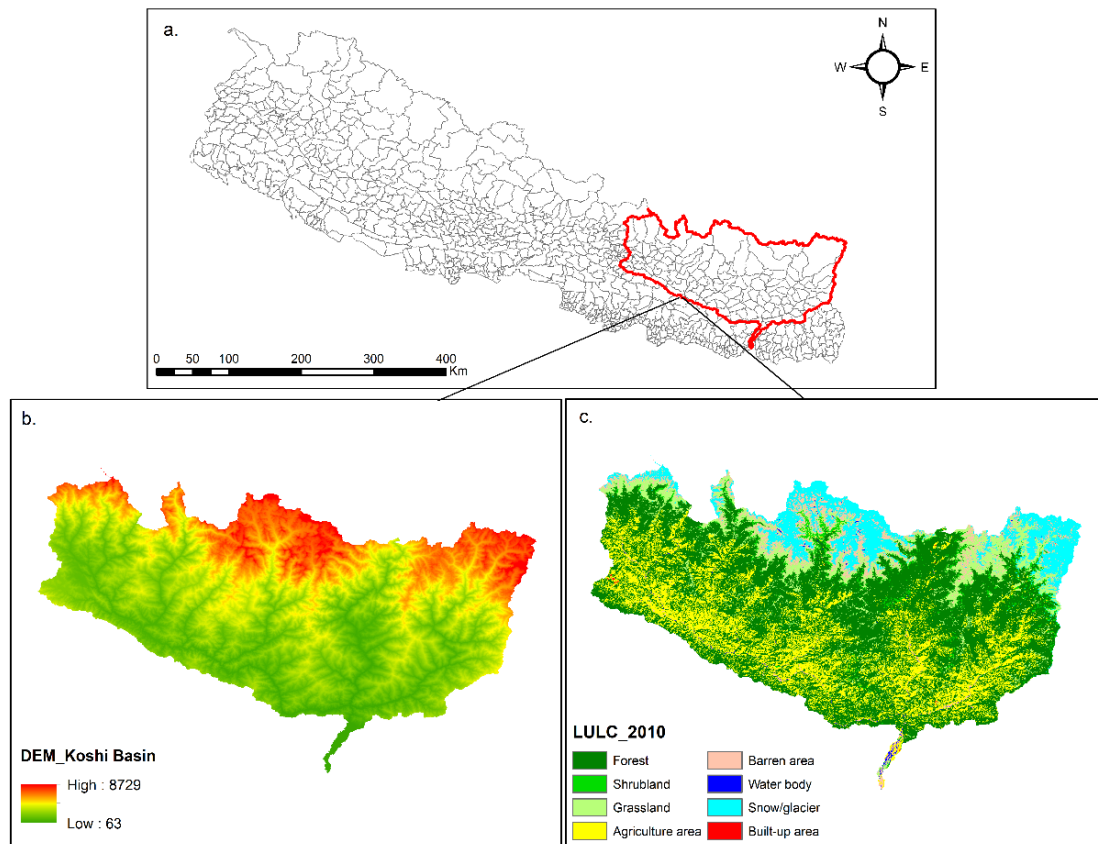 a.
N
W E
S
0 50 100 200 300 400
Km
b.
DEM_Koshi Basin
High : 8729
Low : 63
c.
LULC_2010
Forest
Shrubland
Grassland
Agriculture area
Barren area
Water body
Snow/glacier
Built-up area